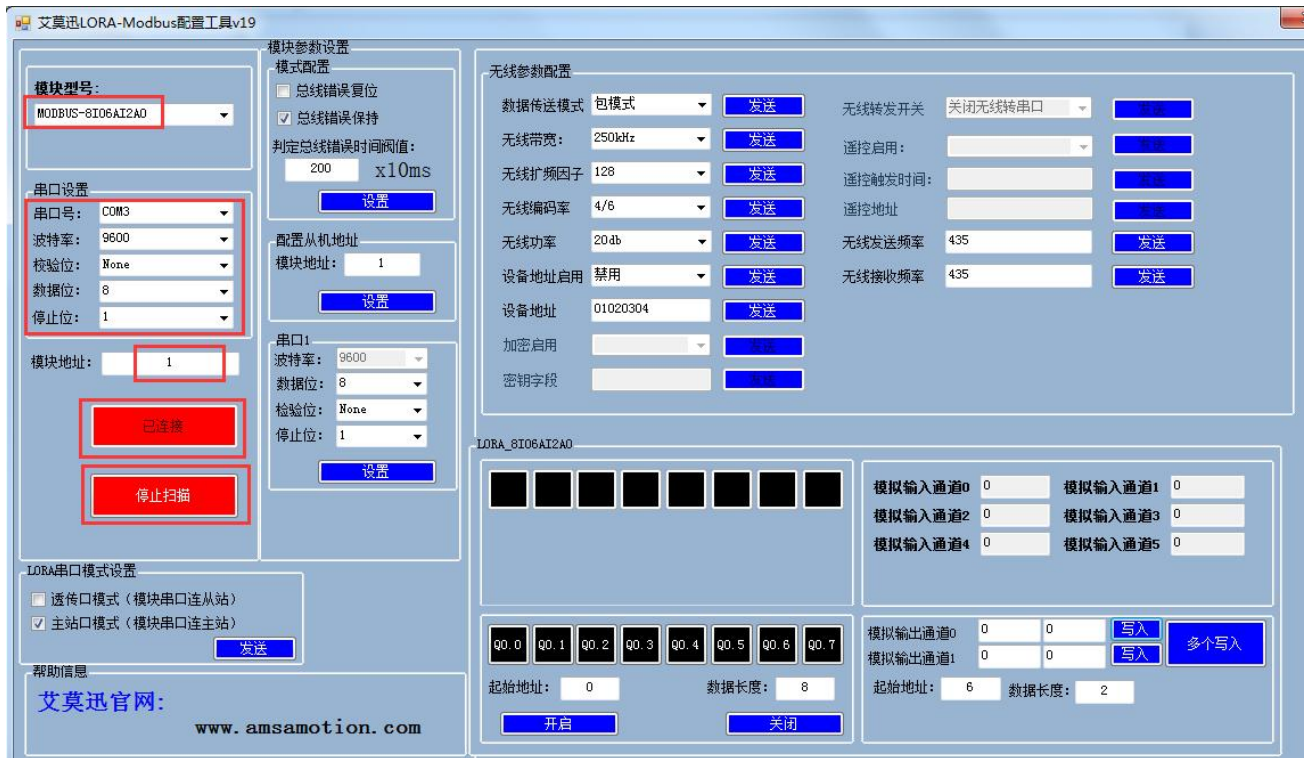 艾莫迅LORA-Modbus配置工具v19
模块型号:
MODBUS-8IO6AI2AO
串口设置
串口号: COM3
波特率: 9600
校验位: None
数据位: 8
停止位: 1
模块地址: 1
已连接
停止扫描
模块参数设置
模式配置
总线错误复位
总线错误保持
判定总线错误时间阀值:
200 x10ms
设置
配置从机地址
模块地址: 1
设置
串口1
波特率: 9600
数据位: 8
检验位: None
停止位: 1
设置
LORA串口模式设置
透传口模式（模块串口连从站）
主站口模式（模块串口连主站）
发送
帮助信息
艾莫迅官网:
www.amsamotion.com
无线参数配置
数据传送模式 包模式 发送
无线带宽: 250kHz 发送
无线扩频因子 128 发送
无线编码率 4/6 发送
无线功率 20db 发送
设备地址启用 禁用 发送
设备地址 01020304 发送
加密启用 发送
密钥字段 发送
无线转发开关 关闭无线转串口 发送
遥控启用: 发送
遥控触发时间: 发送
遥控地址 发送
无线发送频率 435 发送
无线接收频率 435 发送
LORA_8IO6AI2AO
Q0.0 Q0.1 Q0.2 Q0.3 Q0.4 Q0.5 Q0.6 Q0.7
起始地址: 0 数据长度: 8
开启 关闭
模拟输入通道0 0 模拟输入通道1 0
模拟输入通道2 0 模拟输入通道3 0
模拟输入通道4 0 模拟输入通道5 0
模拟输出通道0 0 0 写入
模拟输出通道1 0 0 写入
多个写入
起始地址: 6 数据长度: 2